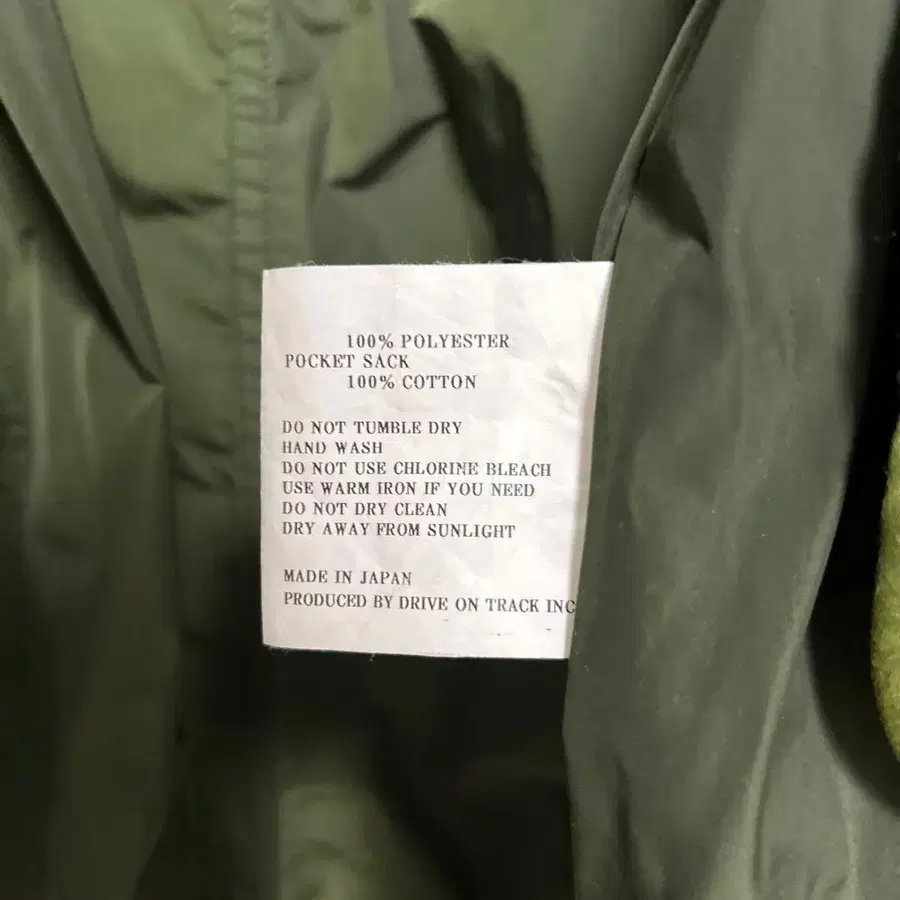 100% POLYESTER
POCKET SACK
100% COTTON
DO NOT TUMBLE DRY
HAND WASH
DO NOT USE CHLORINE BLEACH
USE WARM IRON IF YOU NEED
DO NOT DRY CLEAN
DRY AWAY FROM SUNLIGHT
MADE IN JAPAN
PRODUCED BY DRIVE ON TRACK INC